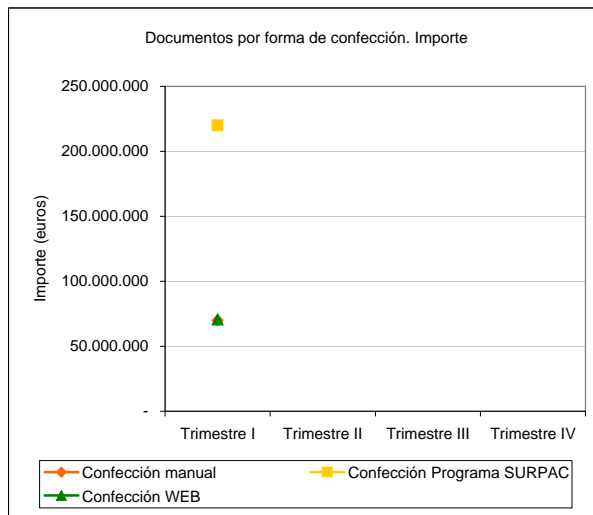 Documentos por forma de confección. Importe
250.000.000
200.000.000
150.000.000
100.000.000
50.000.000
-
Importe (euros)
Trimestre I Trimestre II Trimestre III Trimestre IV
Confección manual Confección Programa SURPAC
Confección WEB